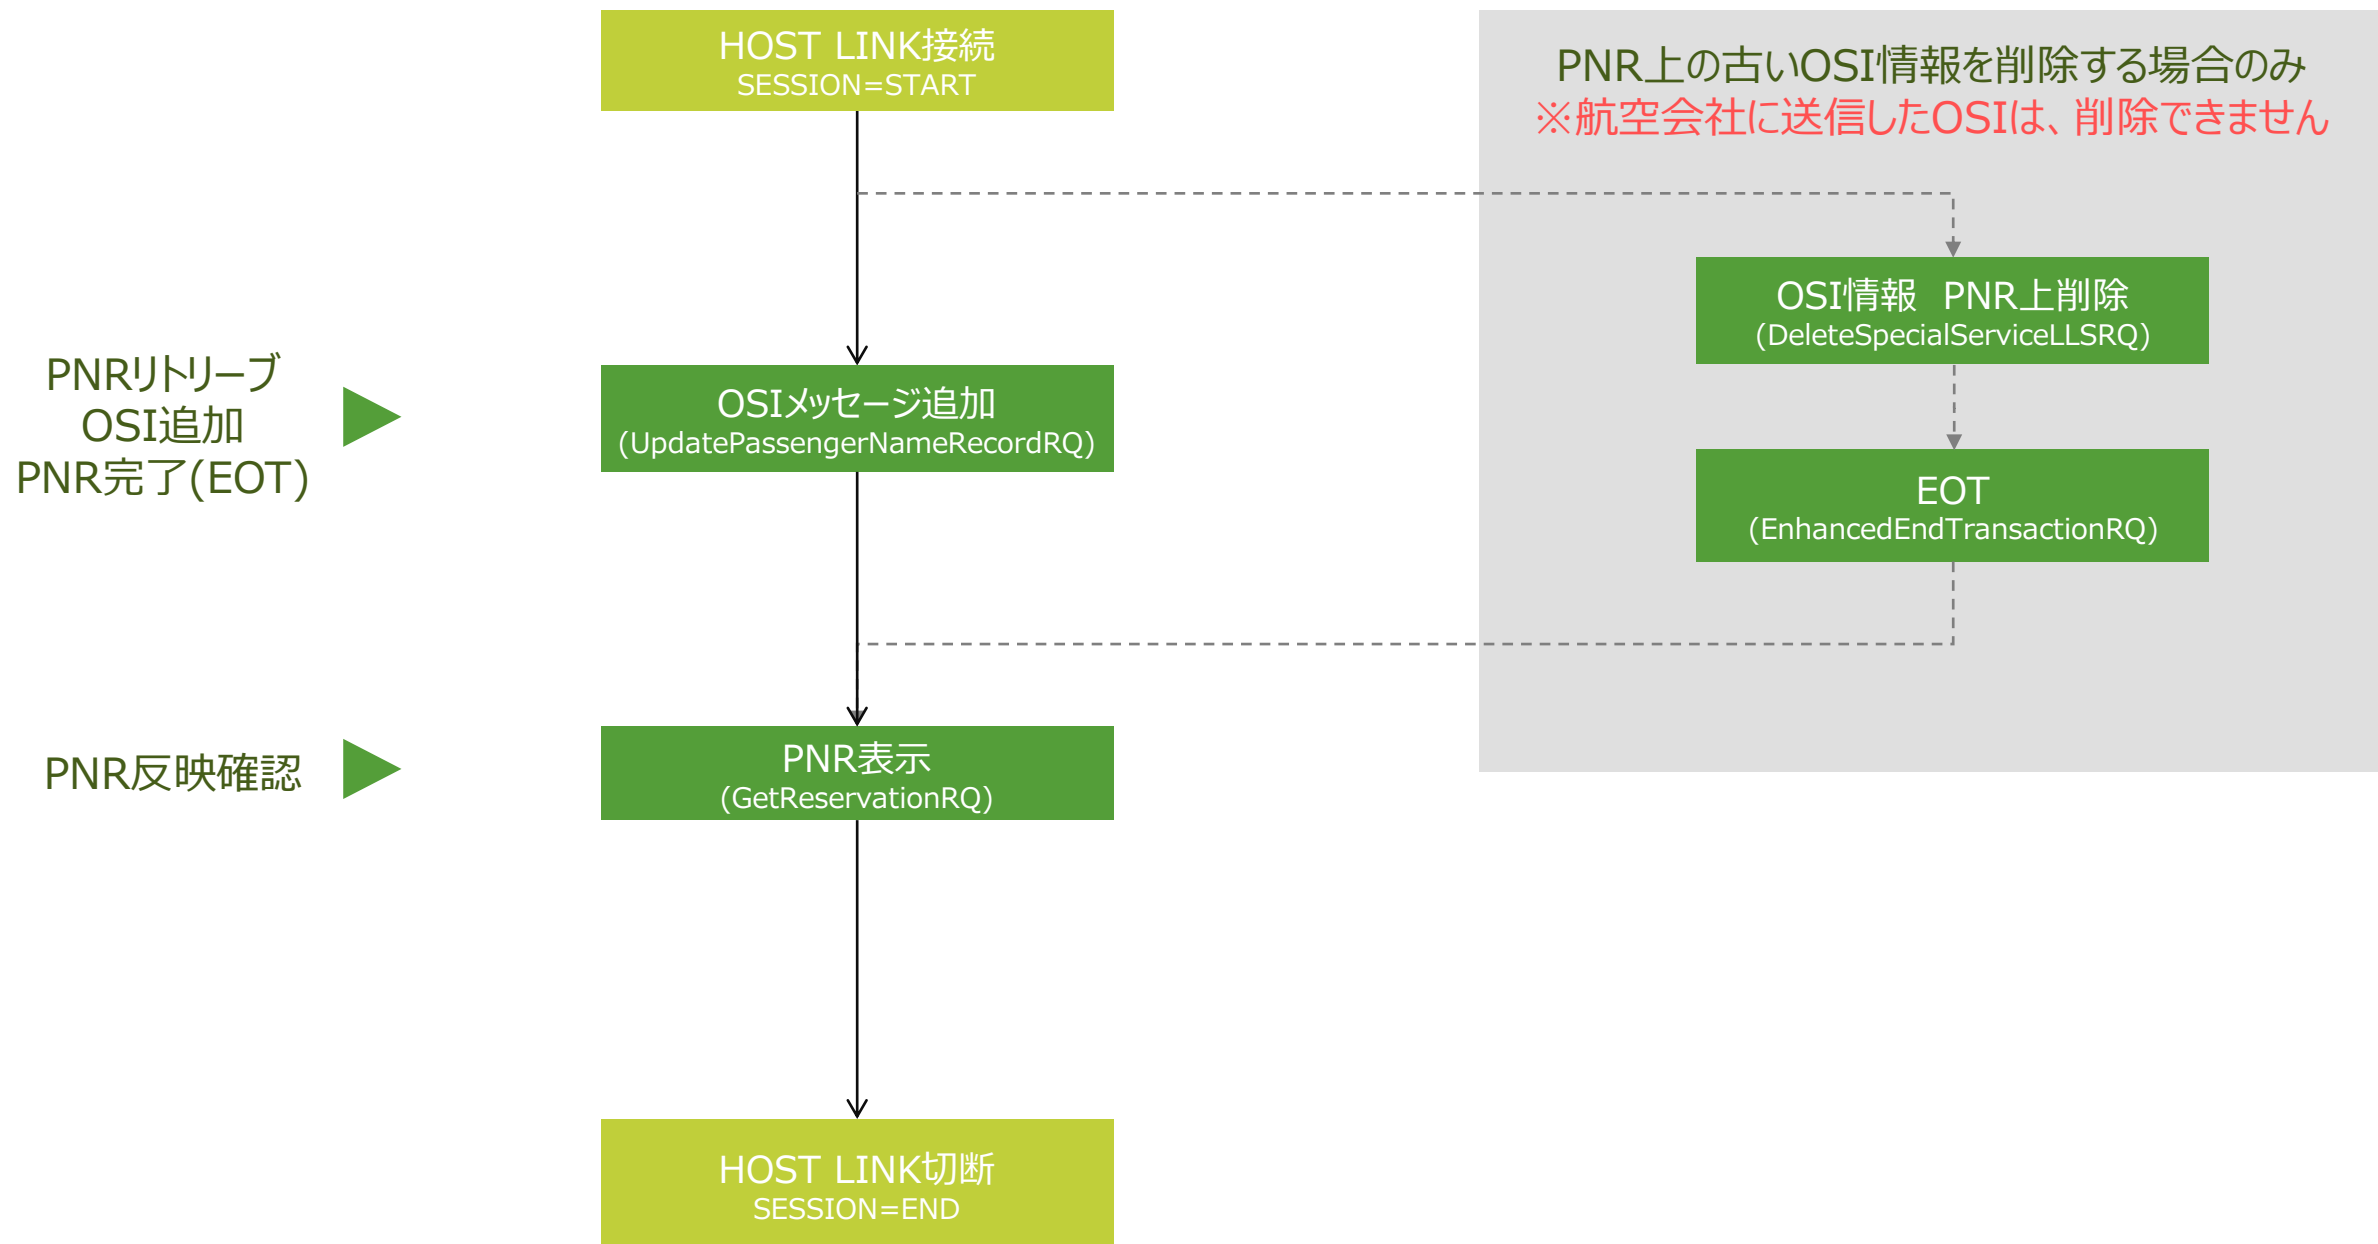 HOST LINK接続
SESSION=START
PNR上の古いOSI情報を削除する場合のみ
※航空会社に送信したOSIは、削除できません
OSI情報　PNR上削除
(DeleteSpecialServiceLLSRQ)
PNRリトリーブ
OSI追加
PNR完了(EOT)
OSIメッセージ追加
(UpdatePassengerNameRecordRQ)
EOT
(EnhancedEndTransactionRQ)
PNR反映確認
PNR表示
(GetReservationRQ)
HOST LINK切断
SESSION=END